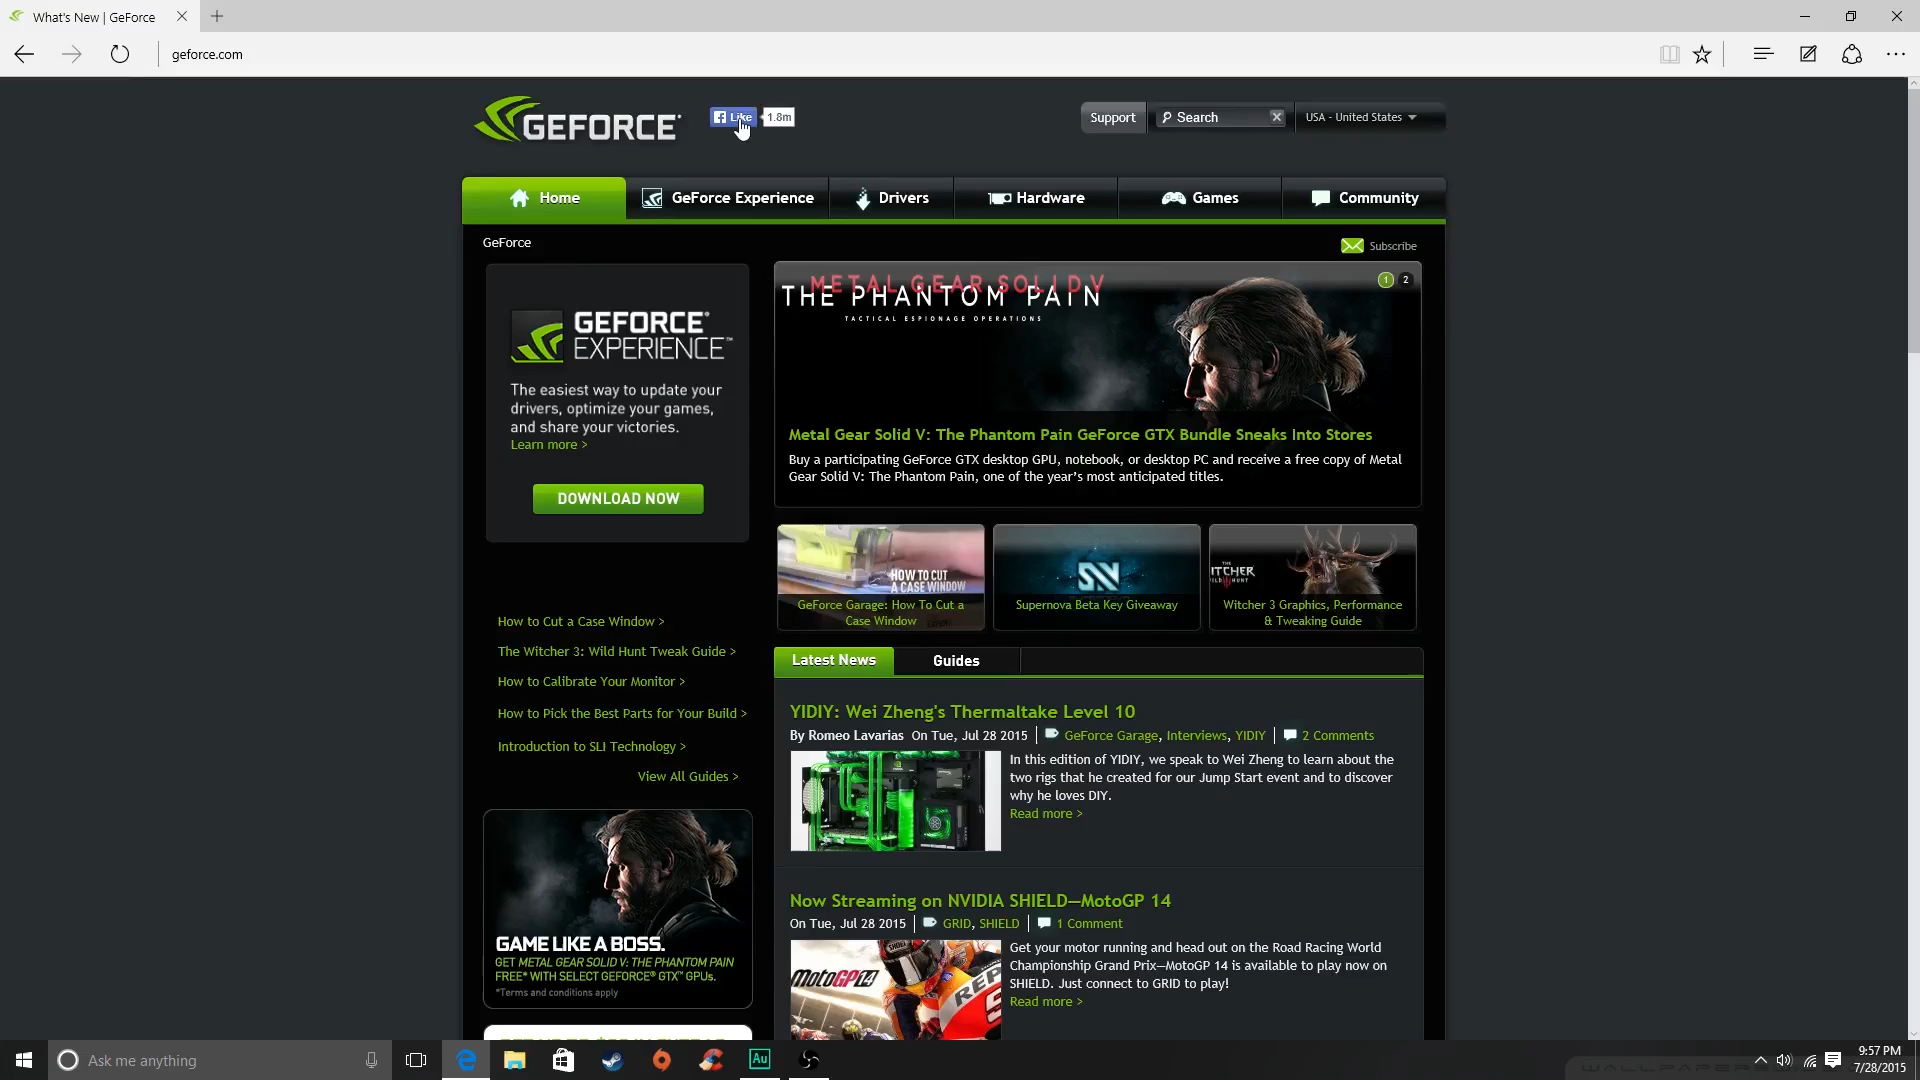 What's New | GeForce
geforce.com
GEFORCE
Like
1.8m
Support
Search
USA - United States
Home
GeForce Experience
Drivers
Hardware
Games
Community
GeForce
Subscribe
GEFORCE®
EXPERIENCE™
The easiest way to update your
drivers, optimize your games,
and share your victories.
Learn more >
DOWNLOAD NOW
METAL GEAR SOLID V
THE PHANTOM PAIN
TACTICAL ESPIONAGE OPERATIONS
1 2
Metal Gear Solid V: The Phantom Pain GeForce GTX Bundle Sneaks Into Stores
Buy a participating GeForce GTX desktop GPU, notebook, or desktop PC and receive a free copy of Metal
Gear Solid V: The Phantom Pain, one of the year's most anticipated titles.
HOW TO CUT
A CASE WINDOW
GeForce Garage: How To Cut a
Case Window
Supernova Beta Key Giveaway
Witcher 3 Graphics, Performance
& Tweaking Guide
How to Cut a Case Window >
The Witcher 3: Wild Hunt Tweak Guide >
How to Calibrate Your Monitor >
How to Pick the Best Parts for Your Build >
Introduction to SLI Technology >
View All Guides >
Latest News
Guides
YIDIY: Wei Zheng's Thermaltake Level 10
By Romeo Lavarias On Tue, Jul 28 2015 | GeForce Garage, Interviews, YIDIY | 2 Comments
In this edition of YIDIY, we speak to Wei Zheng to learn about the
two rigs that he created for our Jump Start event and to discover
why he loves DIY.
Read more >
Now Streaming on NVIDIA SHIELD—MotoGP 14
On Tue, Jul 28 2015 | GRID, SHIELD | 1 Comment
MotoGP14
REP
Get your motor running and head out on the Road Racing World
Championship Grand Prix—MotoGP 14 is available to play now on
SHIELD. Just connect to GRID to play!
Read more >
GAME LIKE A BOSS.
GET METAL GEAR SOLID V: THE PHANTOM PAIN
FREE* WITH SELECT GEFORCE® GTX™ GPUs.
*Terms and conditions apply
Ask me anything
Au
9:57 PM
7/28/2015